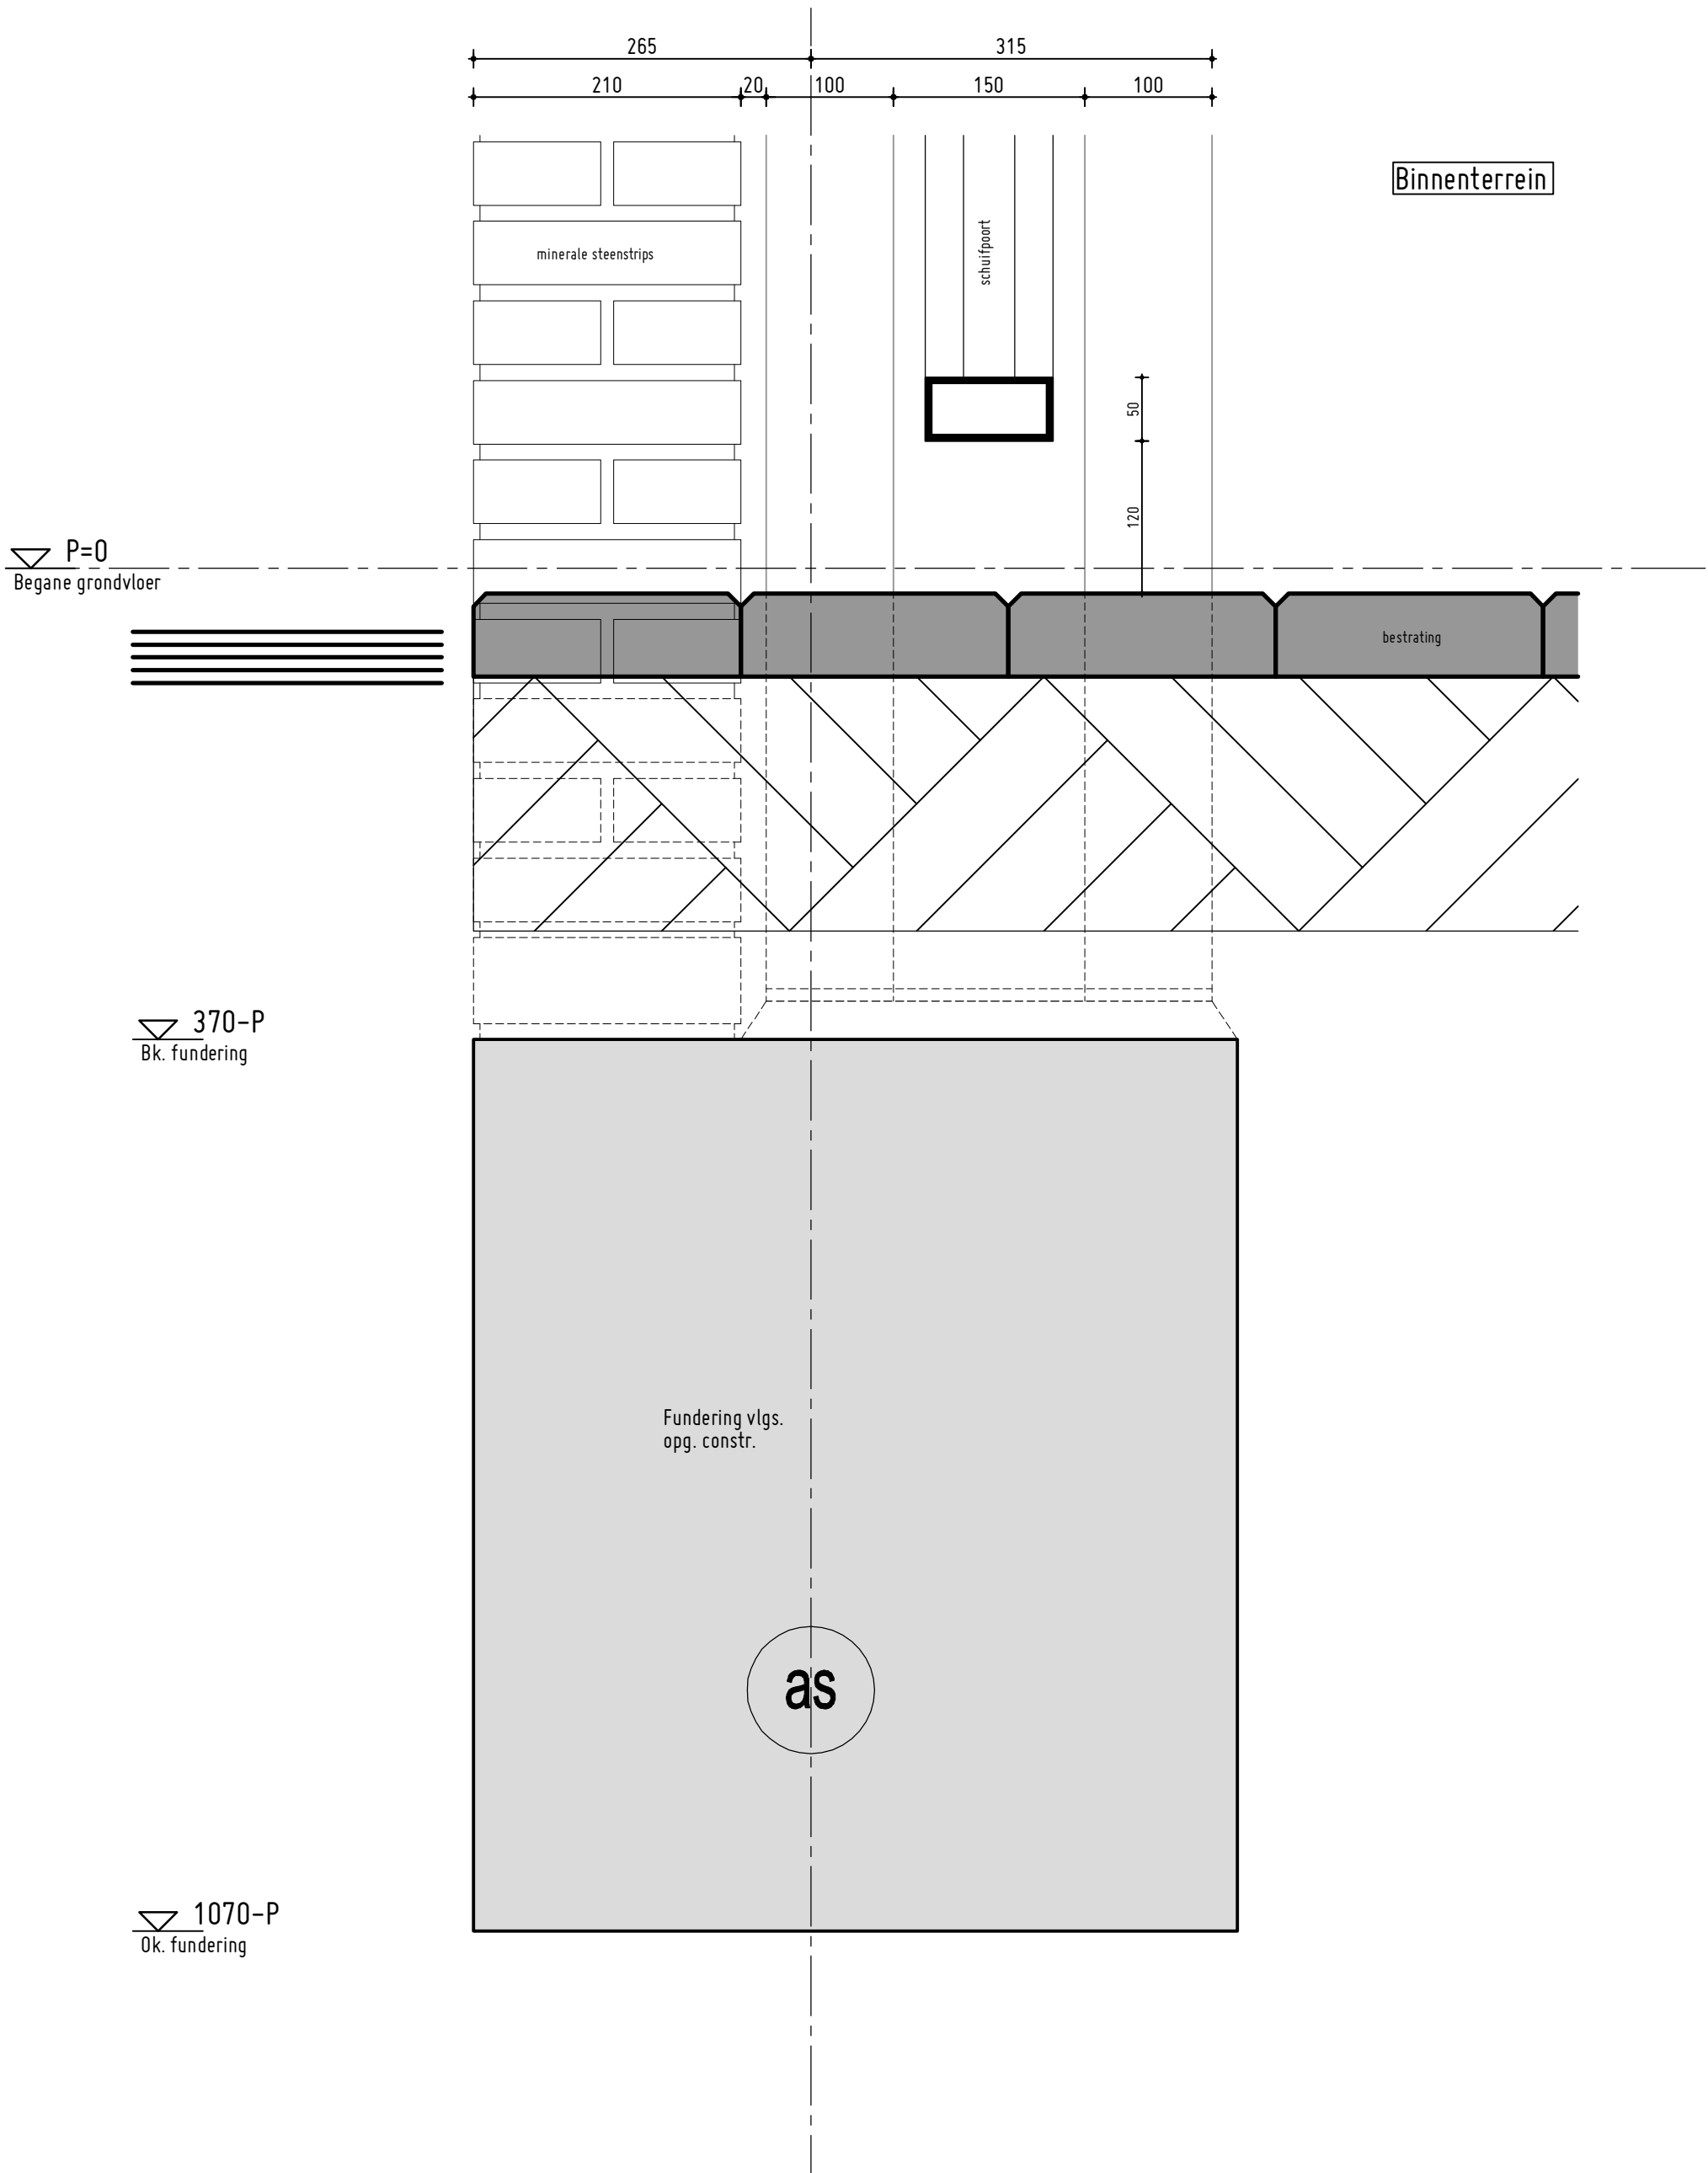 265
315
210
20
100
150
100
Binnenterrein
minerale steenstrips
schuifpoort
50
120
P=0
Begane grondvloer
bestrating
370-P
Bk. fundering
Fundering vlgs.
opg. constr.
as
1070-P
Ok. fundering